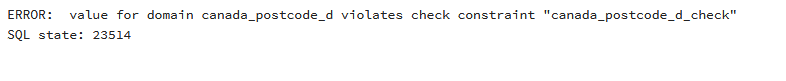 ERROR:  value for domain canada_postcode_d violates check constraint "canada_postcode_d_check"
SQL state: 23514